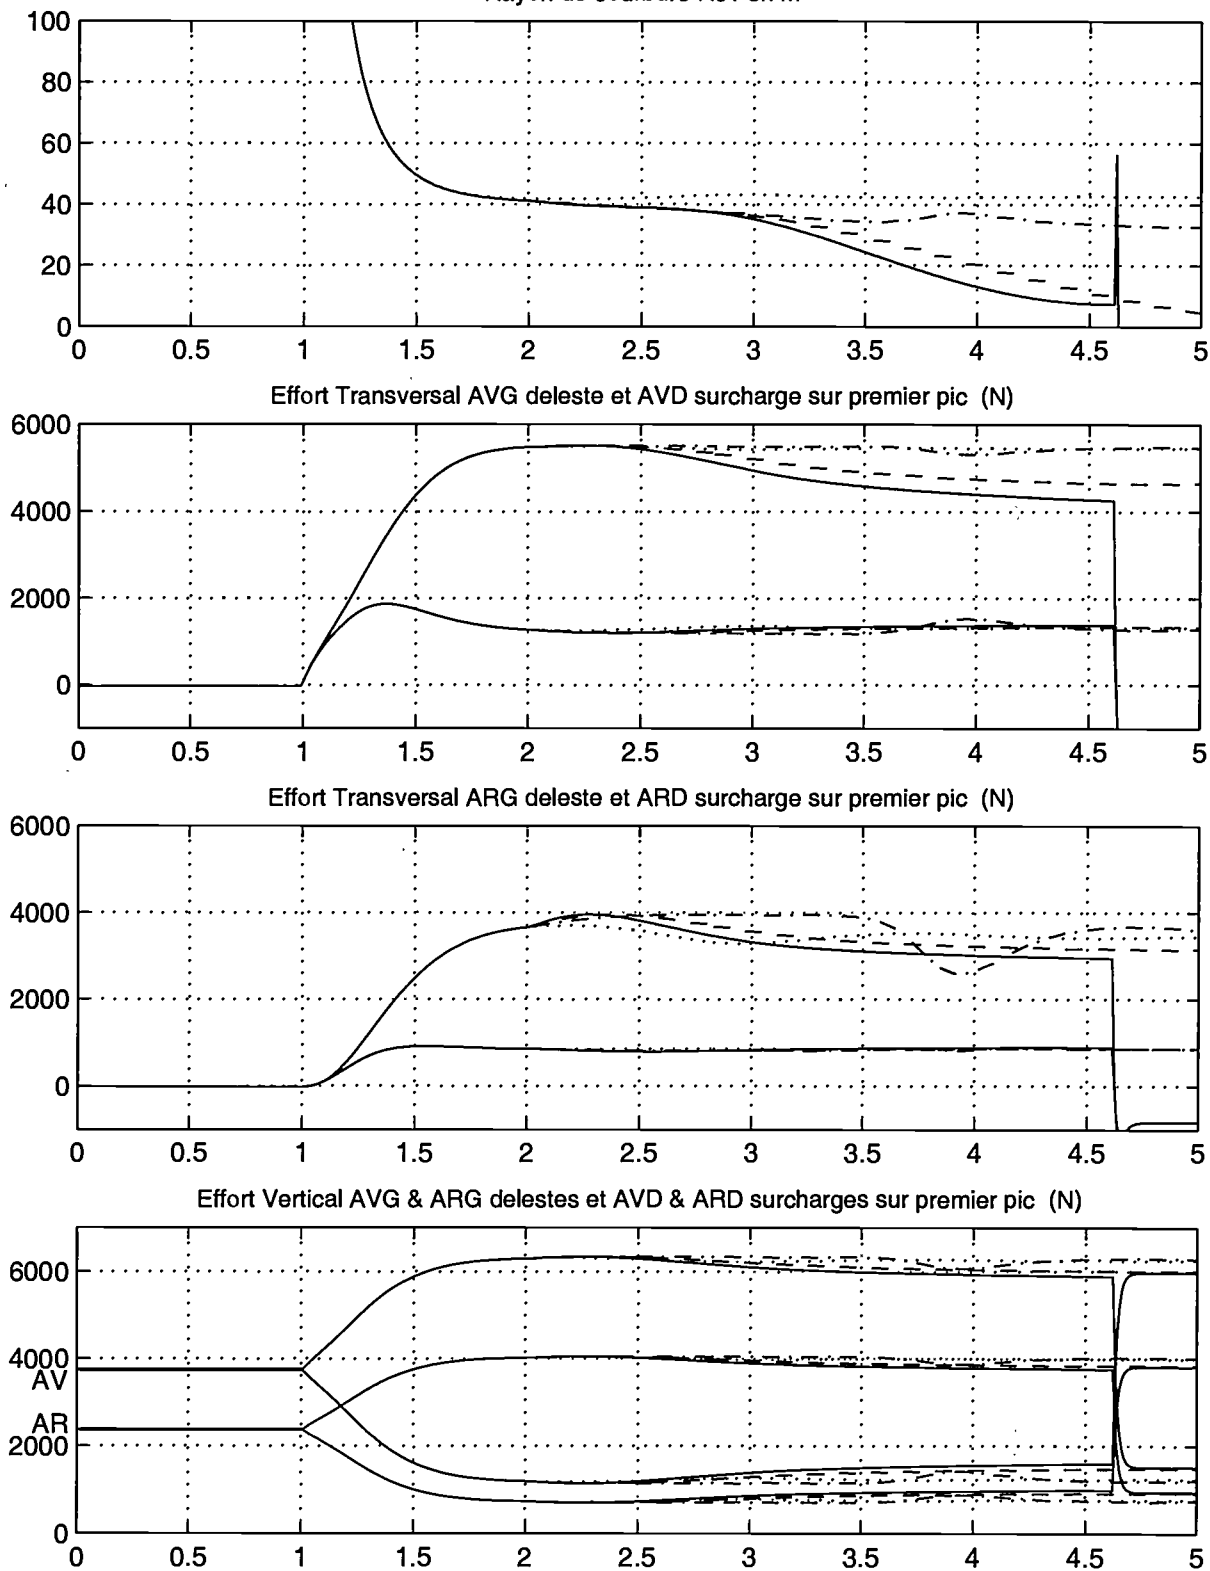 100
80
60
40
20
0
0 0.5 1 1.5 2 2.5 3 3.5 4 4.5 5
Effort Transversal AVG deleste et AVD surcharge sur premier pic (N)
6000
4000
2000
0
0 0.5 1 1.5 2 2.5 3 3.5 4 4.5 5
Effort Transversal ARG deleste et ARD surcharge sur premier pic (N)
6000
4000
2000
0
0 0.5 1 1.5 2 2.5 3 3.5 4 4.5 5
Effort Vertical AVG & ARG delestes et AVD & ARD surcharges sur premier pic (N)
6000
4000
AV
AR
2000
0
0 0.5 1 1.5 2 2.5 3 3.5 4 4.5 5